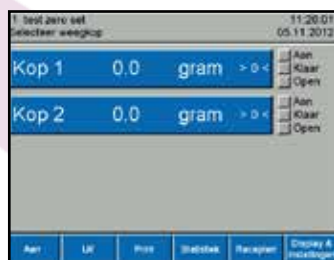 1 test zero set 11:20:01
Selecteer weegkop 05.11.2012
Kop 1 0.0 gram > 0 <
Aan
Klaar
Open
Kop 2 0.0 gram > 0 <
Aan
Klaar
Open
Aan Uit Print Statistiek Recepten Display &
Instellingen